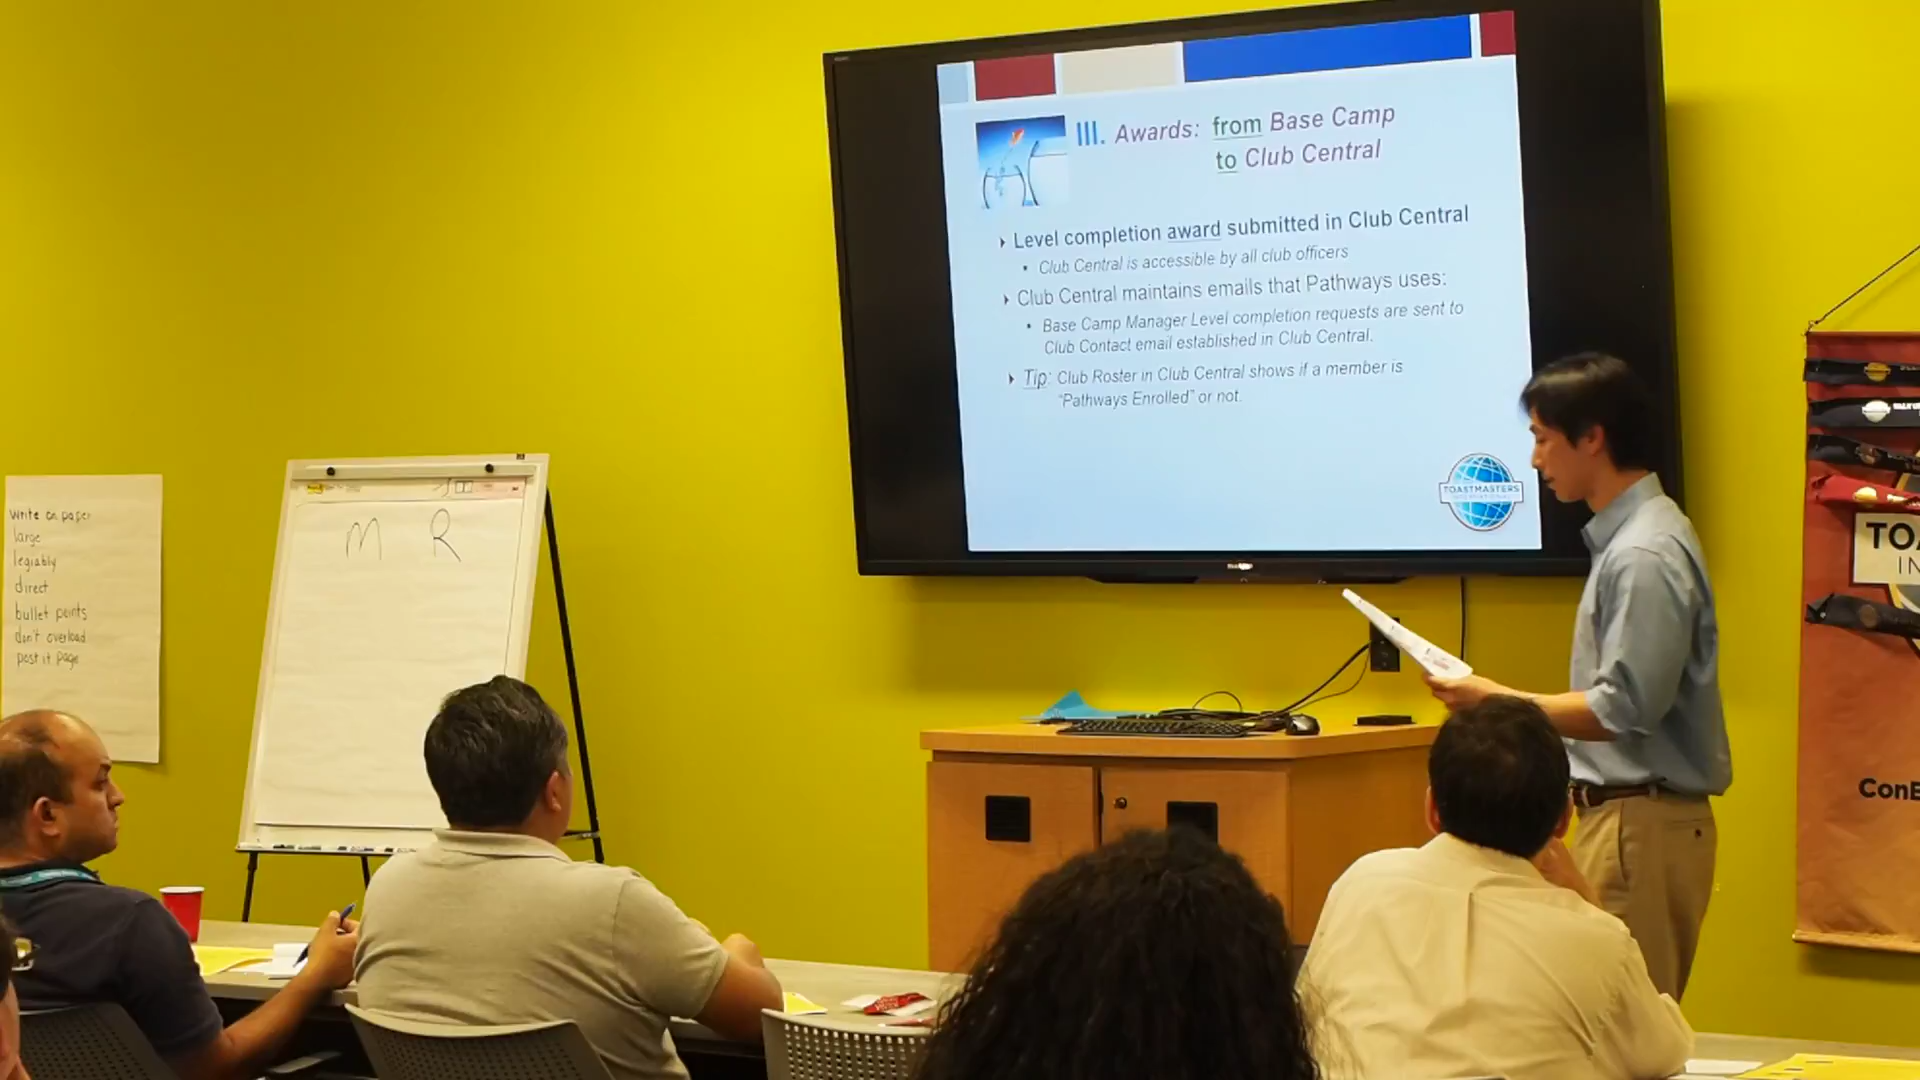 III. Awards: from Base Camp
to Club Central
Level completion award submitted in Club Central
Club Central is accessible by all club officers
Club Central maintains emails that Pathways uses:
Base Camp Manager Level completion requests are sent to
Club Contact email established in Club Central.
Tip: Club Roster in Club Central shows if a member is
"Pathways Enrolled" or not.
TOASTMASTERS
INTERNATIONAL
write on paper
large
legiably
direct
bullet points
don't overload
post it page
M R
TOA
IN
ConE